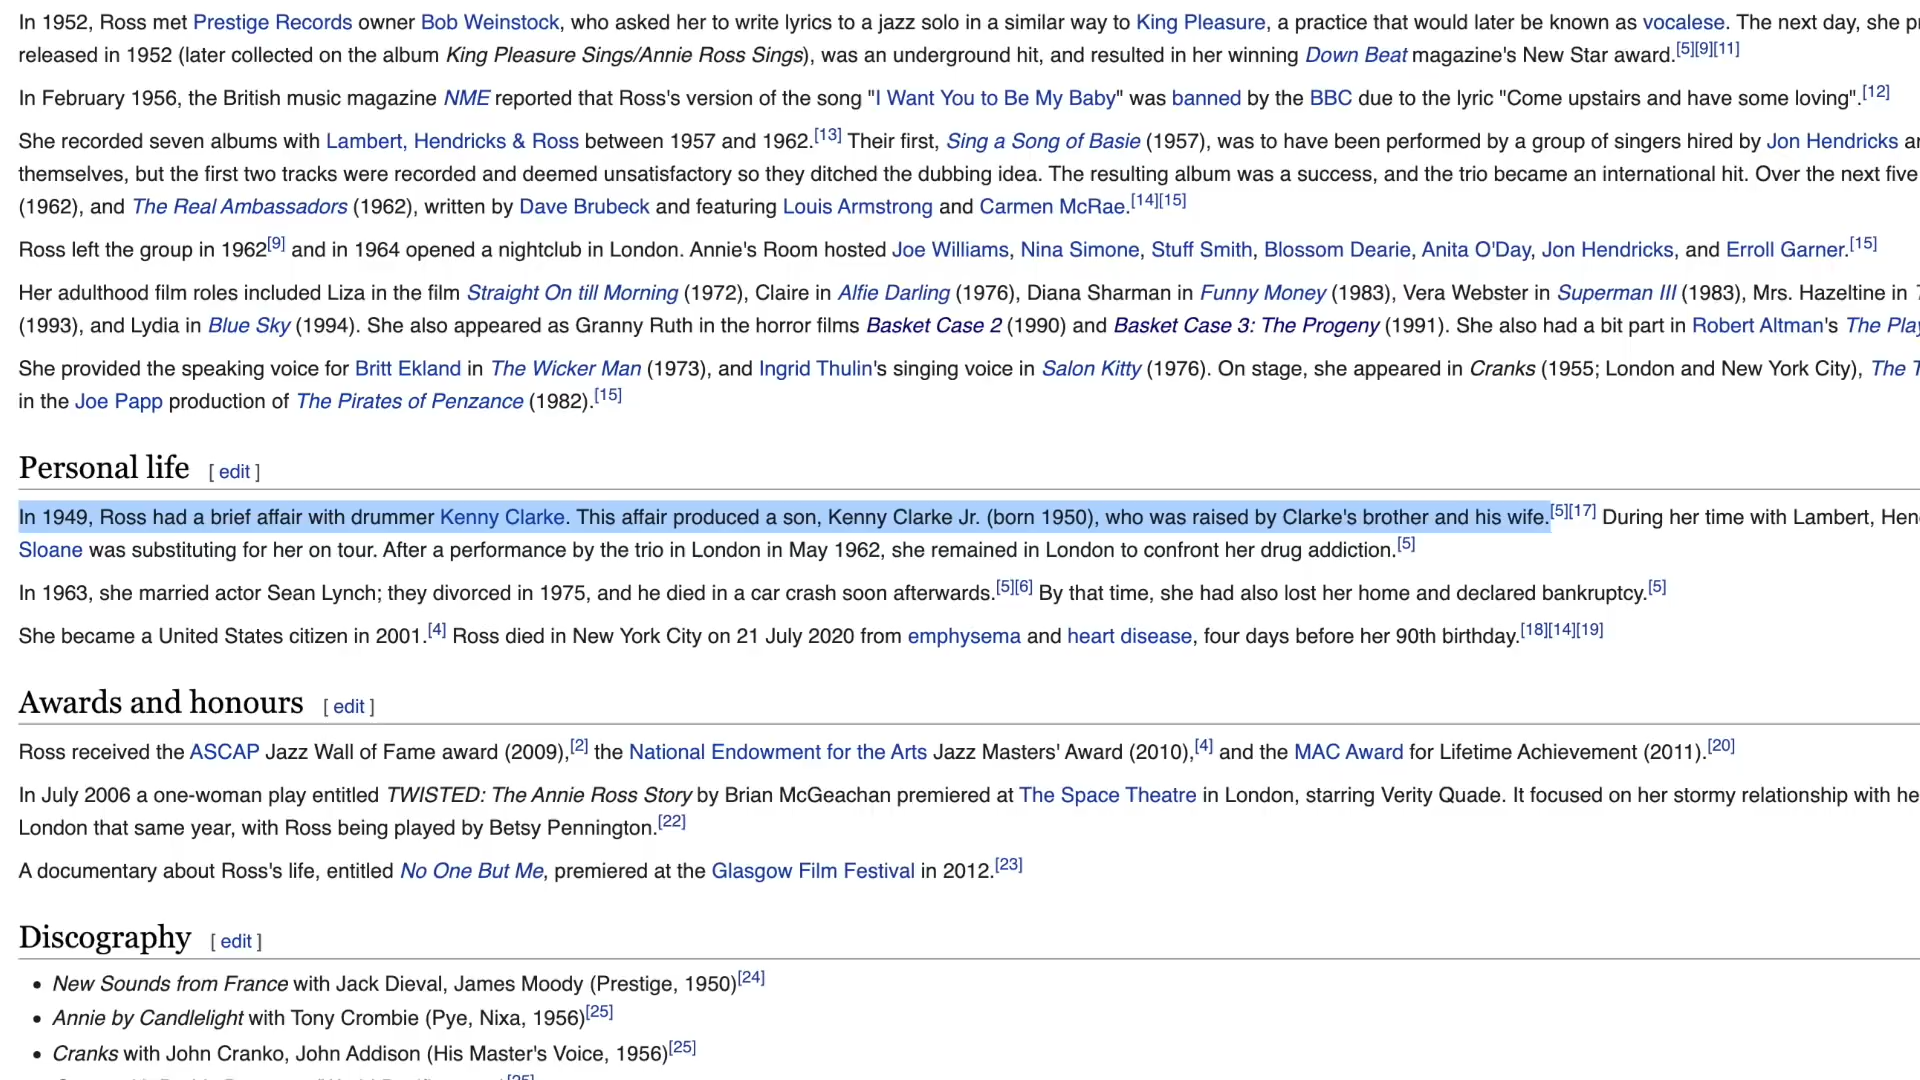 In 1952, Ross met Prestige Records owner Bob Weinstock, who asked her to write lyrics to a jazz solo in a similar way to King Pleasure, a practice that would later be known as vocalese. The next day, she
released in 1952 (later collected on the album King Pleasure Sings/Annie Ross Sings), was an underground hit, and resulted in her winning Down Beat magazine's New Star award.[5][9][11]
In February 1956, the British music magazine NME reported that Ross's version of the song "I Want You to Be My Baby" was banned by the BBC due to the lyric "Come upstairs and have some loving".[12]
She recorded seven albums with Lambert, Hendricks & Ross between 1957 and 1962.[13] Their first, Sing a Song of Basie (1957), was to have been performed by a group of singers hired by Jon Hendricks
themselves, but the first two tracks were recorded and deemed unsatisfactory so they ditched the dubbing idea. The resulting album was a success, and the trio became an international hit. Over the next five
(1962), and The Real Ambassadors (1962), written by Dave Brubeck and featuring Louis Armstrong and Carmen McRae.[14][15]
Ross left the group in 1962[9] and in 1964 opened a nightclub in London. Annie's Room hosted Joe Williams, Nina Simone, Stuff Smith, Blossom Dearie, Anita O'Day, Jon Hendricks, and Erroll Garner.[15]
Her adulthood film roles included Liza in the film Straight On till Morning (1972), Claire in Alfie Darling (1976), Diana Sharman in Funny Money (1983), Vera Webster in Superman III (1983), Mrs. Hazeltine in
(1993), and Lydia in Blue Sky (1994). She also appeared as Granny Ruth in the horror films Basket Case 2 (1990) and Basket Case 3: The Progeny (1991). She also had a bit part in Robert Altman's The
She provided the speaking voice for Britt Ekland in The Wicker Man (1973), and Ingrid Thulin's singing voice in Salon Kitty (1976). On stage, she appeared in Cranks (1955; London and New York City), The
in the Joe Papp production of The Pirates of Penzance (1982).[15]
Personal life [ edit ]
In 1949, Ross had a brief affair with drummer Kenny Clarke. This affair produced a son, Kenny Clarke Jr. (born 1950), who was raised by Clarke's brother and his wife.[5][17] During her time with Lambert,
Sloane was substituting for her on tour. After a performance by the trio in London in May 1962, she remained in London to confront her drug addiction.[5]
In 1963, she married actor Sean Lynch; they divorced in 1975, and he died in a car crash soon afterwards.[5][6] By that time, she had also lost her home and declared bankruptcy.[5]
She became a United States citizen in 2001.[4] Ross died in New York City on 21 July 2020 from emphysema and heart disease, four days before her 90th birthday.[18][14][19]
Awards and honours [ edit ]
Ross received the ASCAP Jazz Wall of Fame award (2009),[2] the National Endowment for the Arts Jazz Masters' Award (2010),[4] and the MAC Award for Lifetime Achievement (2011).[20]
In July 2006 a one-woman play entitled TWISTED: The Annie Ross Story by Brian McGeachan premiered at The Space Theatre in London, starring Verity Quade. It focused on her stormy relationship with
London that same year, with Ross being played by Betsy Pennington.[22]
A documentary about Ross's life, entitled No One But Me, premiered at the Glasgow Film Festival in 2012.[23]
Discography [ edit ]
• New Sounds from France with Jack Dieval, James Moody (Prestige, 1950)[24]
• Annie by Candlelight with Tony Crombie (Pye, Nixa, 1956)[25]
• Cranks with John Cranko, John Addison (His Master's Voice, 1956)[25]
[25]